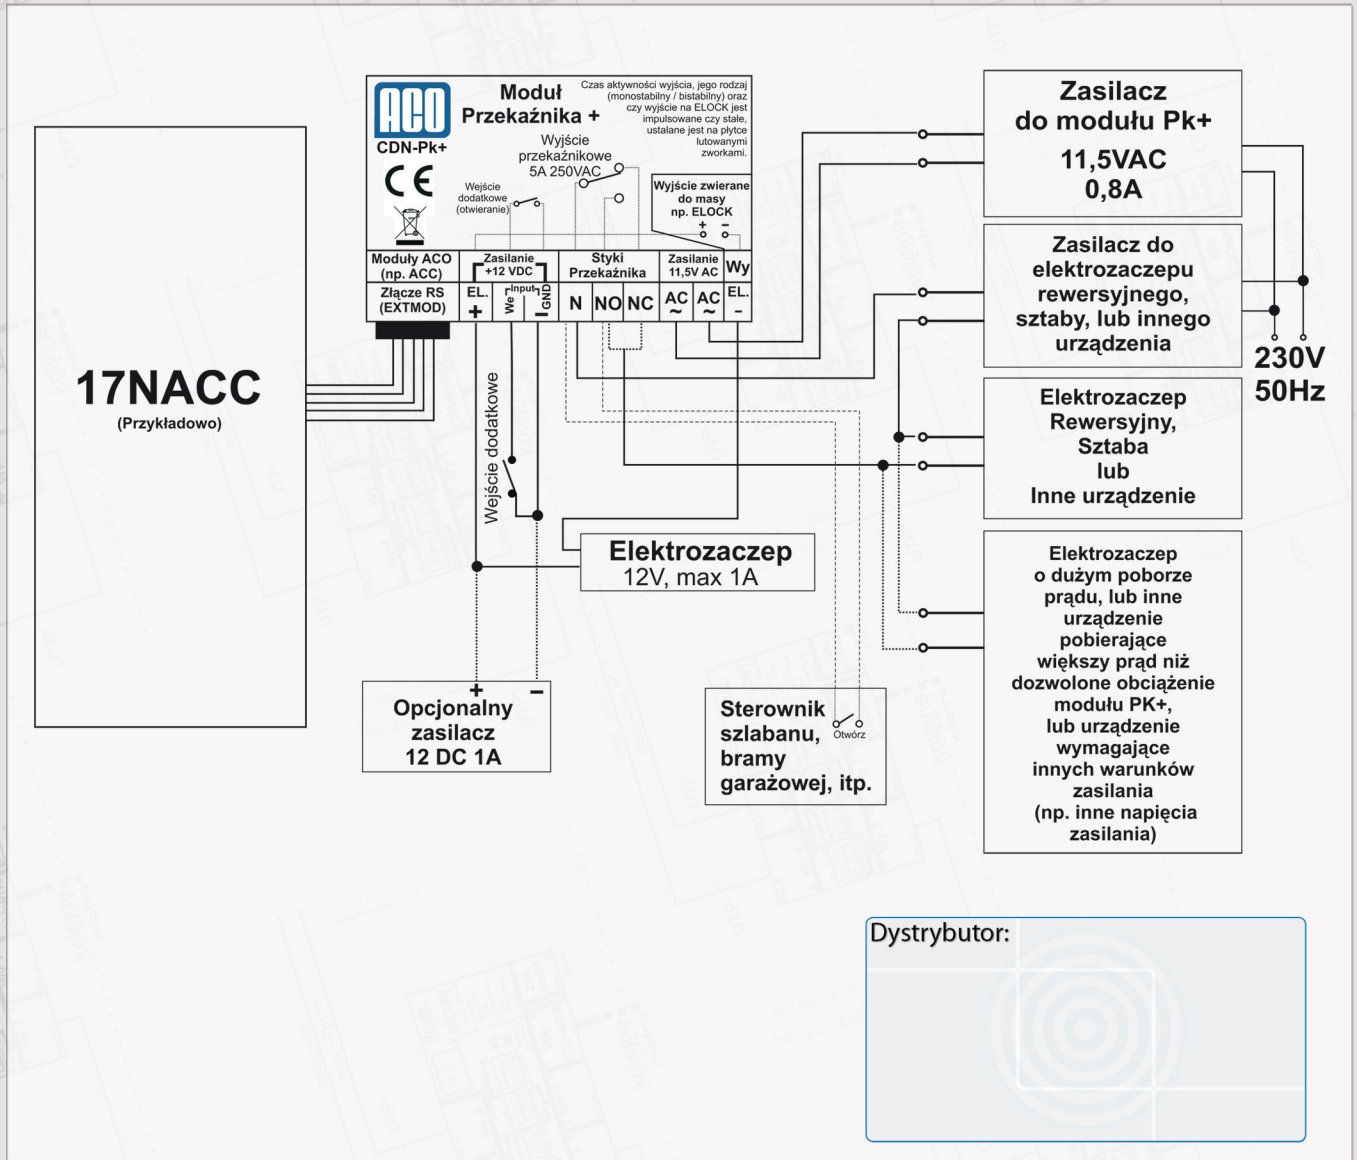 ACO
CDN-Pk+
CE
Moduł
Przekaźnika +
Czas aktywności wyjścia, jego rodzaj
(monostabilny / bistabilny) oraz
czy wyjście na ELOCK jest
impulsowane czy stałe,
ustalane jest na płytce
lutowanymi
zworkami.
Wyjście
przekaźnikowe
5A 250VAC
Wejście
dodatkowe
(otwieranie)
Wyjście zwierane
do masy
np. ELOCK
+ −
Moduły ACO
(np. ACC)
Zasilanie
+12 VDC
Styki
Przekaźnika
Zasilanie
11,5V AC
Wy
Złącze RS
(EXTMOD)
EL.
+
We
Input
GND
−
N
NO
NC
AC
~
AC
~
EL.
-
17NACC
(Przykładowo)
Wejście dodatkowe
Elektrozaczep
12V, max 1A
+ −
Opcjonalny
zasilacz
12 DC 1A
Sterownik
szlabanu,
bramy
garażowej, itp.
Otwórz
Zasilacz
do modułu Pk+
11,5VAC
0,8A
Zasilacz do
elektrozaczepu
rewersyjnego,
sztaby, lub innego
urządzenia
230V
50Hz
Elektrozaczep
Rewersyjny,
Sztaba
lub
Inne urządzenie
Elektrozaczep
o dużym poborze
prądu, lub inne
urządzenie
pobierające
większy prąd niż
dozwolone obciążenie
modułu PK+,
lub urządzenie
wymagające
innych warunków
zasilania
(np. inne napięcia
zasilania)
Dystrybutor: